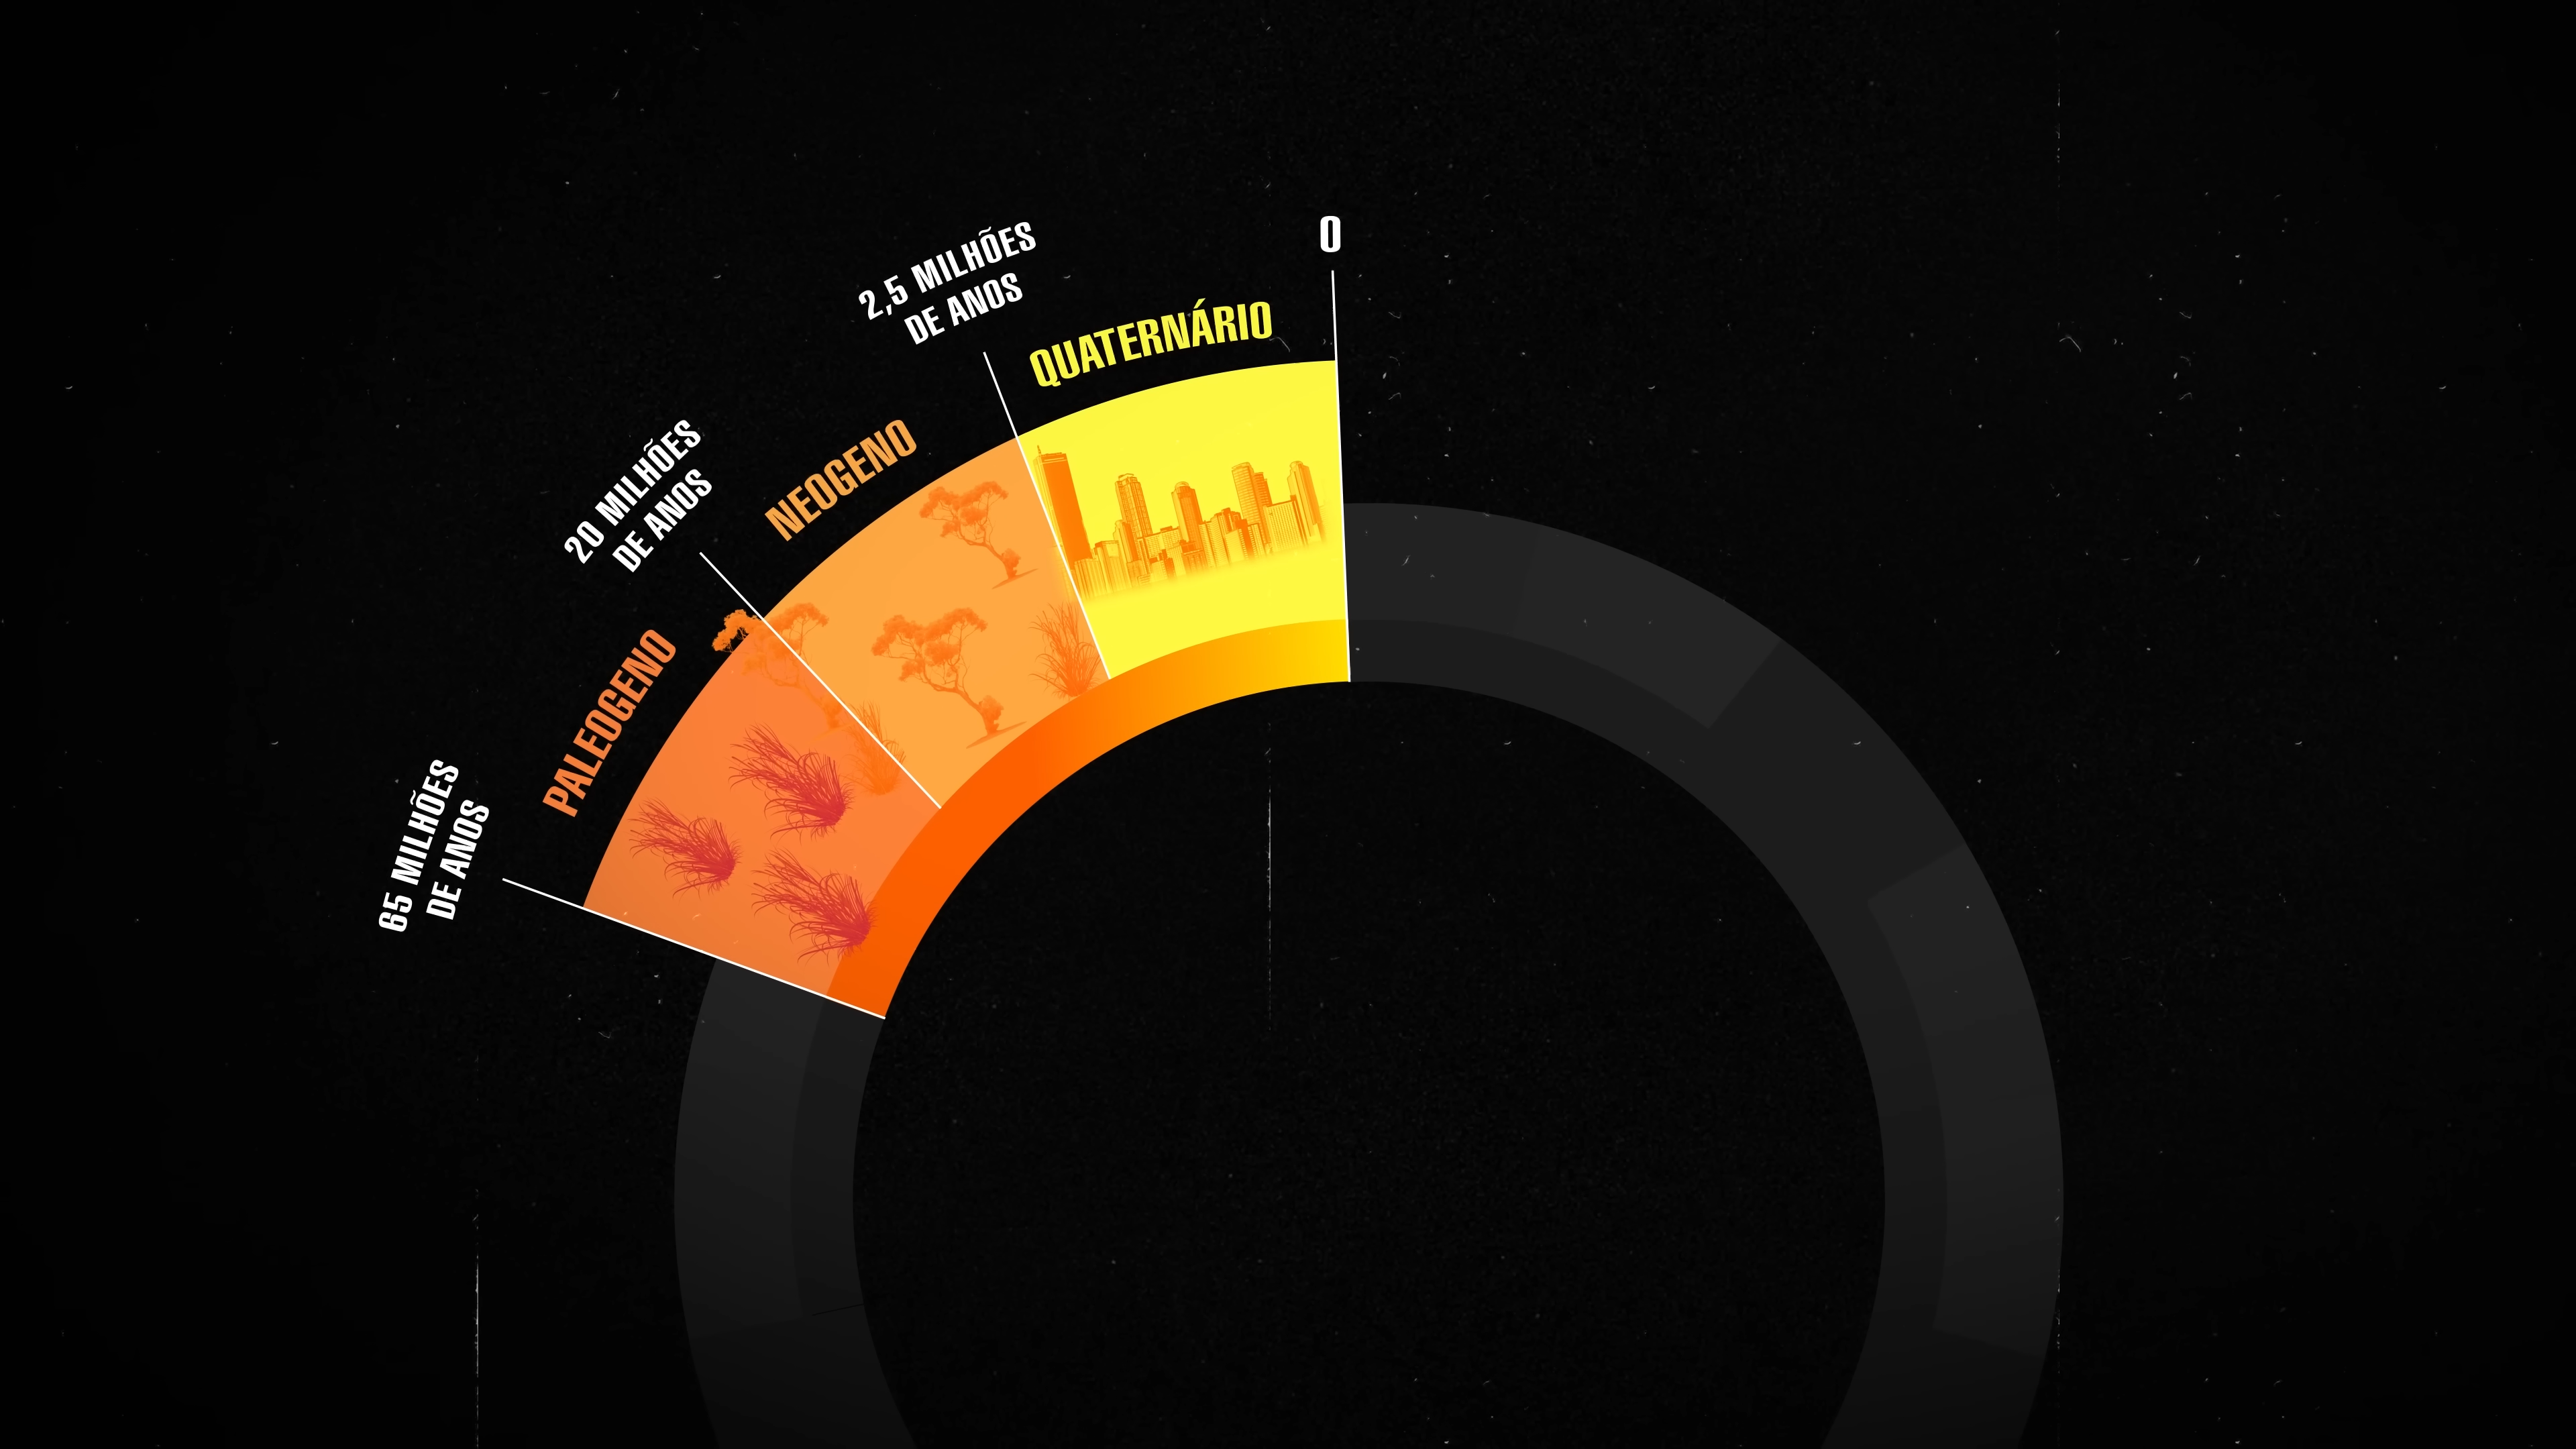 65 MILHÕES
DE ANOS
PALEOGENO
20 MILHÕES
DE ANOS
NEOGENO
2,5 MILHÕES
DE ANOS
QUATERNÁRIO
0